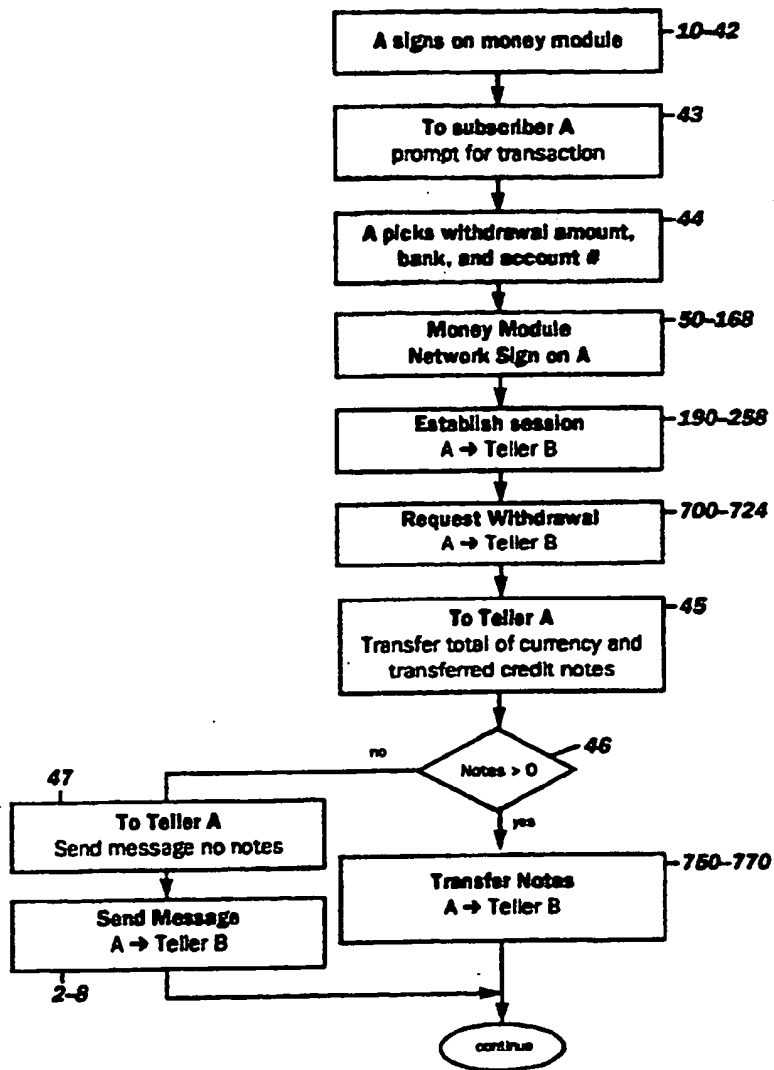 A signs on money module
10-42
To subscriber A
prompt for transaction
43
A picks withdrawal amount,
bank, and account #
44
Money Module
Network Sign on A
50-168
Establish session
A → Teller B
190-258
Request Withdrawal
A → Teller B
700-724
To Teller A
Transfer total of currency and
transferred credit notes
45
Notes > 0
46
no
yes
47
To Teller A
Send message no notes
Transfer Notes
A → Teller B
750-770
Send Message
A → Teller B
2-8
continue